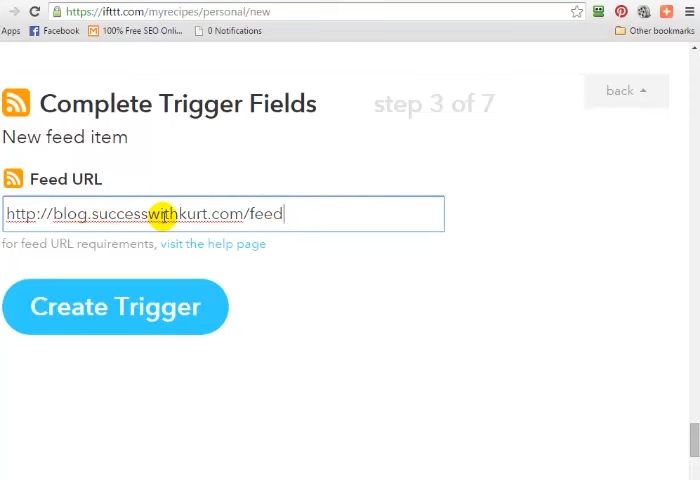 https://ifttt.com/myrecipes/personal/new
Apps Facebook 100% Free SEO Onli... 0 Notifications Other bookmarks
Complete Trigger Fields step 3 of 7 back
New feed item
Feed URL
http://blog.successwithkurt.com/feed
for feed URL requirements, visit the help page
Create Trigger